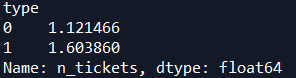 type
0    1.121466
1    1.603860
Name: n_tickets, dtype: float64